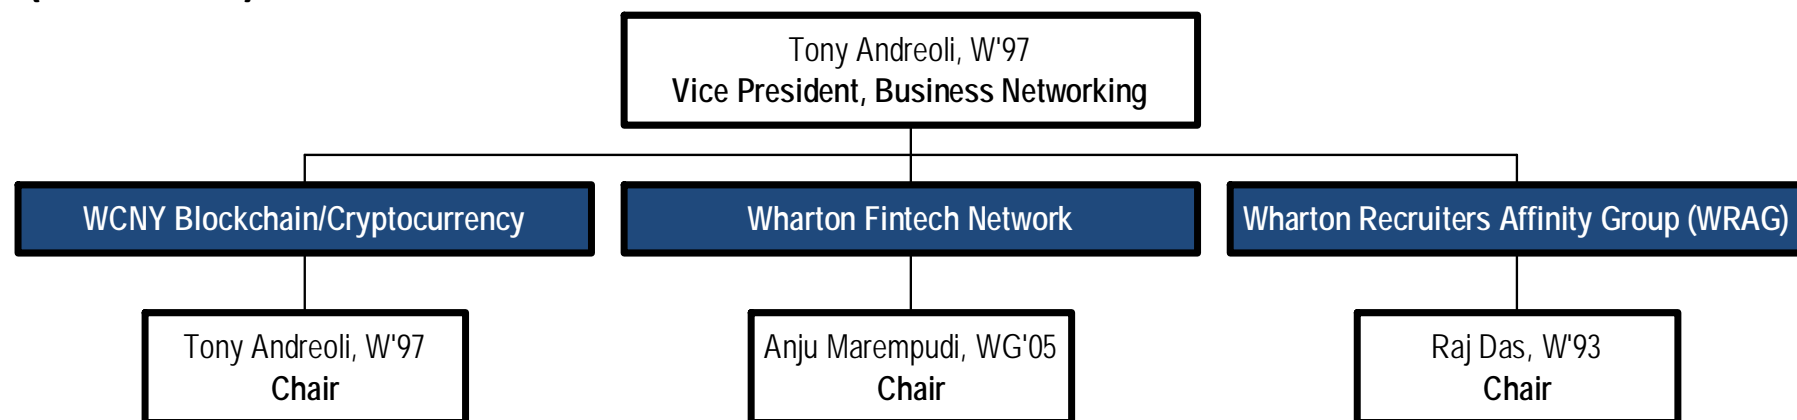 Tony Andreoli, W'97
Vice President, Business Networking
WCNY Blockchain/Cryptocurrency
Wharton Fintech Network
Wharton Recruiters Affinity Group (WRAG)
Tony Andreoli, W'97
Chair
Anju Marempudi, WG'05
Chair
Raj Das, W'93
Chair